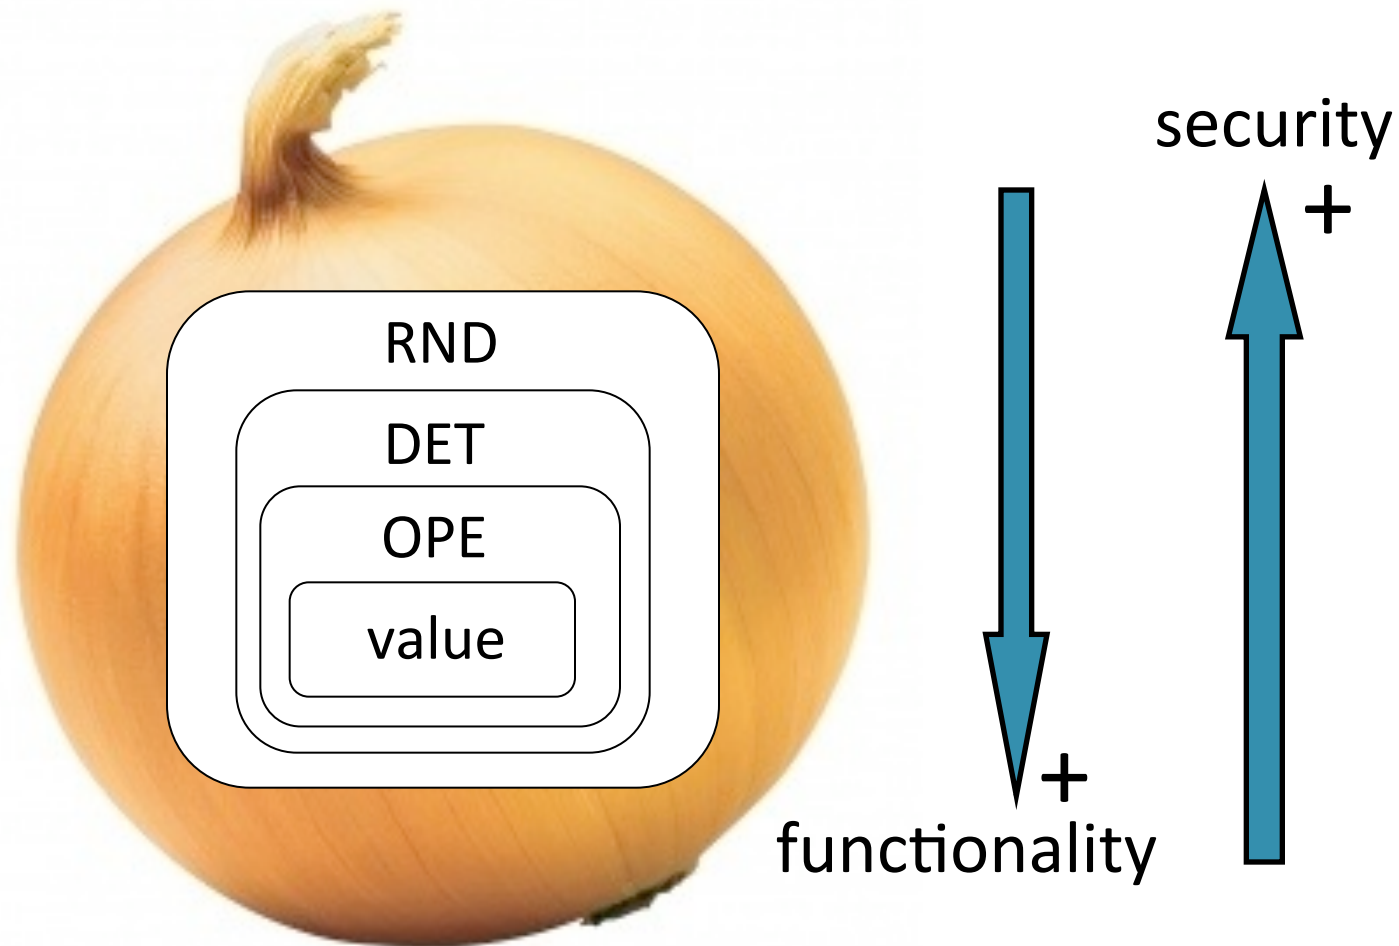 RND
DET
OPE
value
security
+
+
functionality